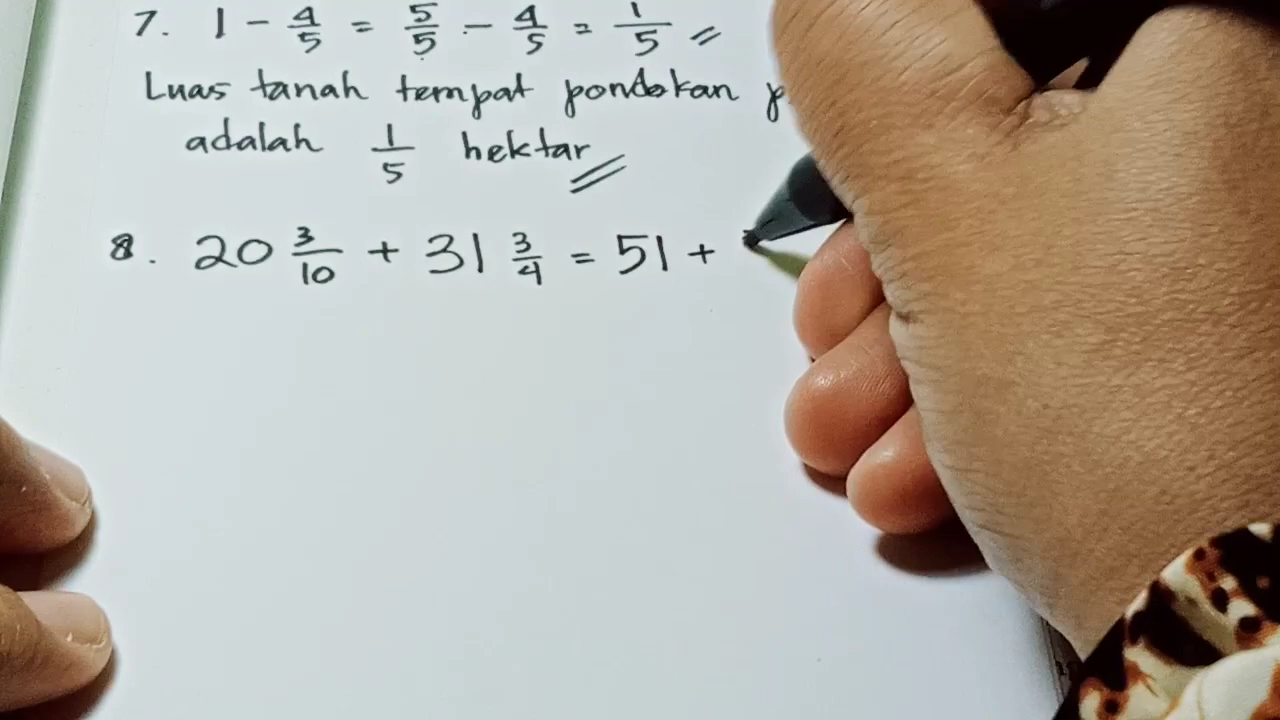 7. 1 - 4/5 = 5/5 - 4/5 = 1/5
Luas tanah tempat pondokan
adalah 1/5 hektar
8. 20 3/10 + 31 3/4 = 51 +